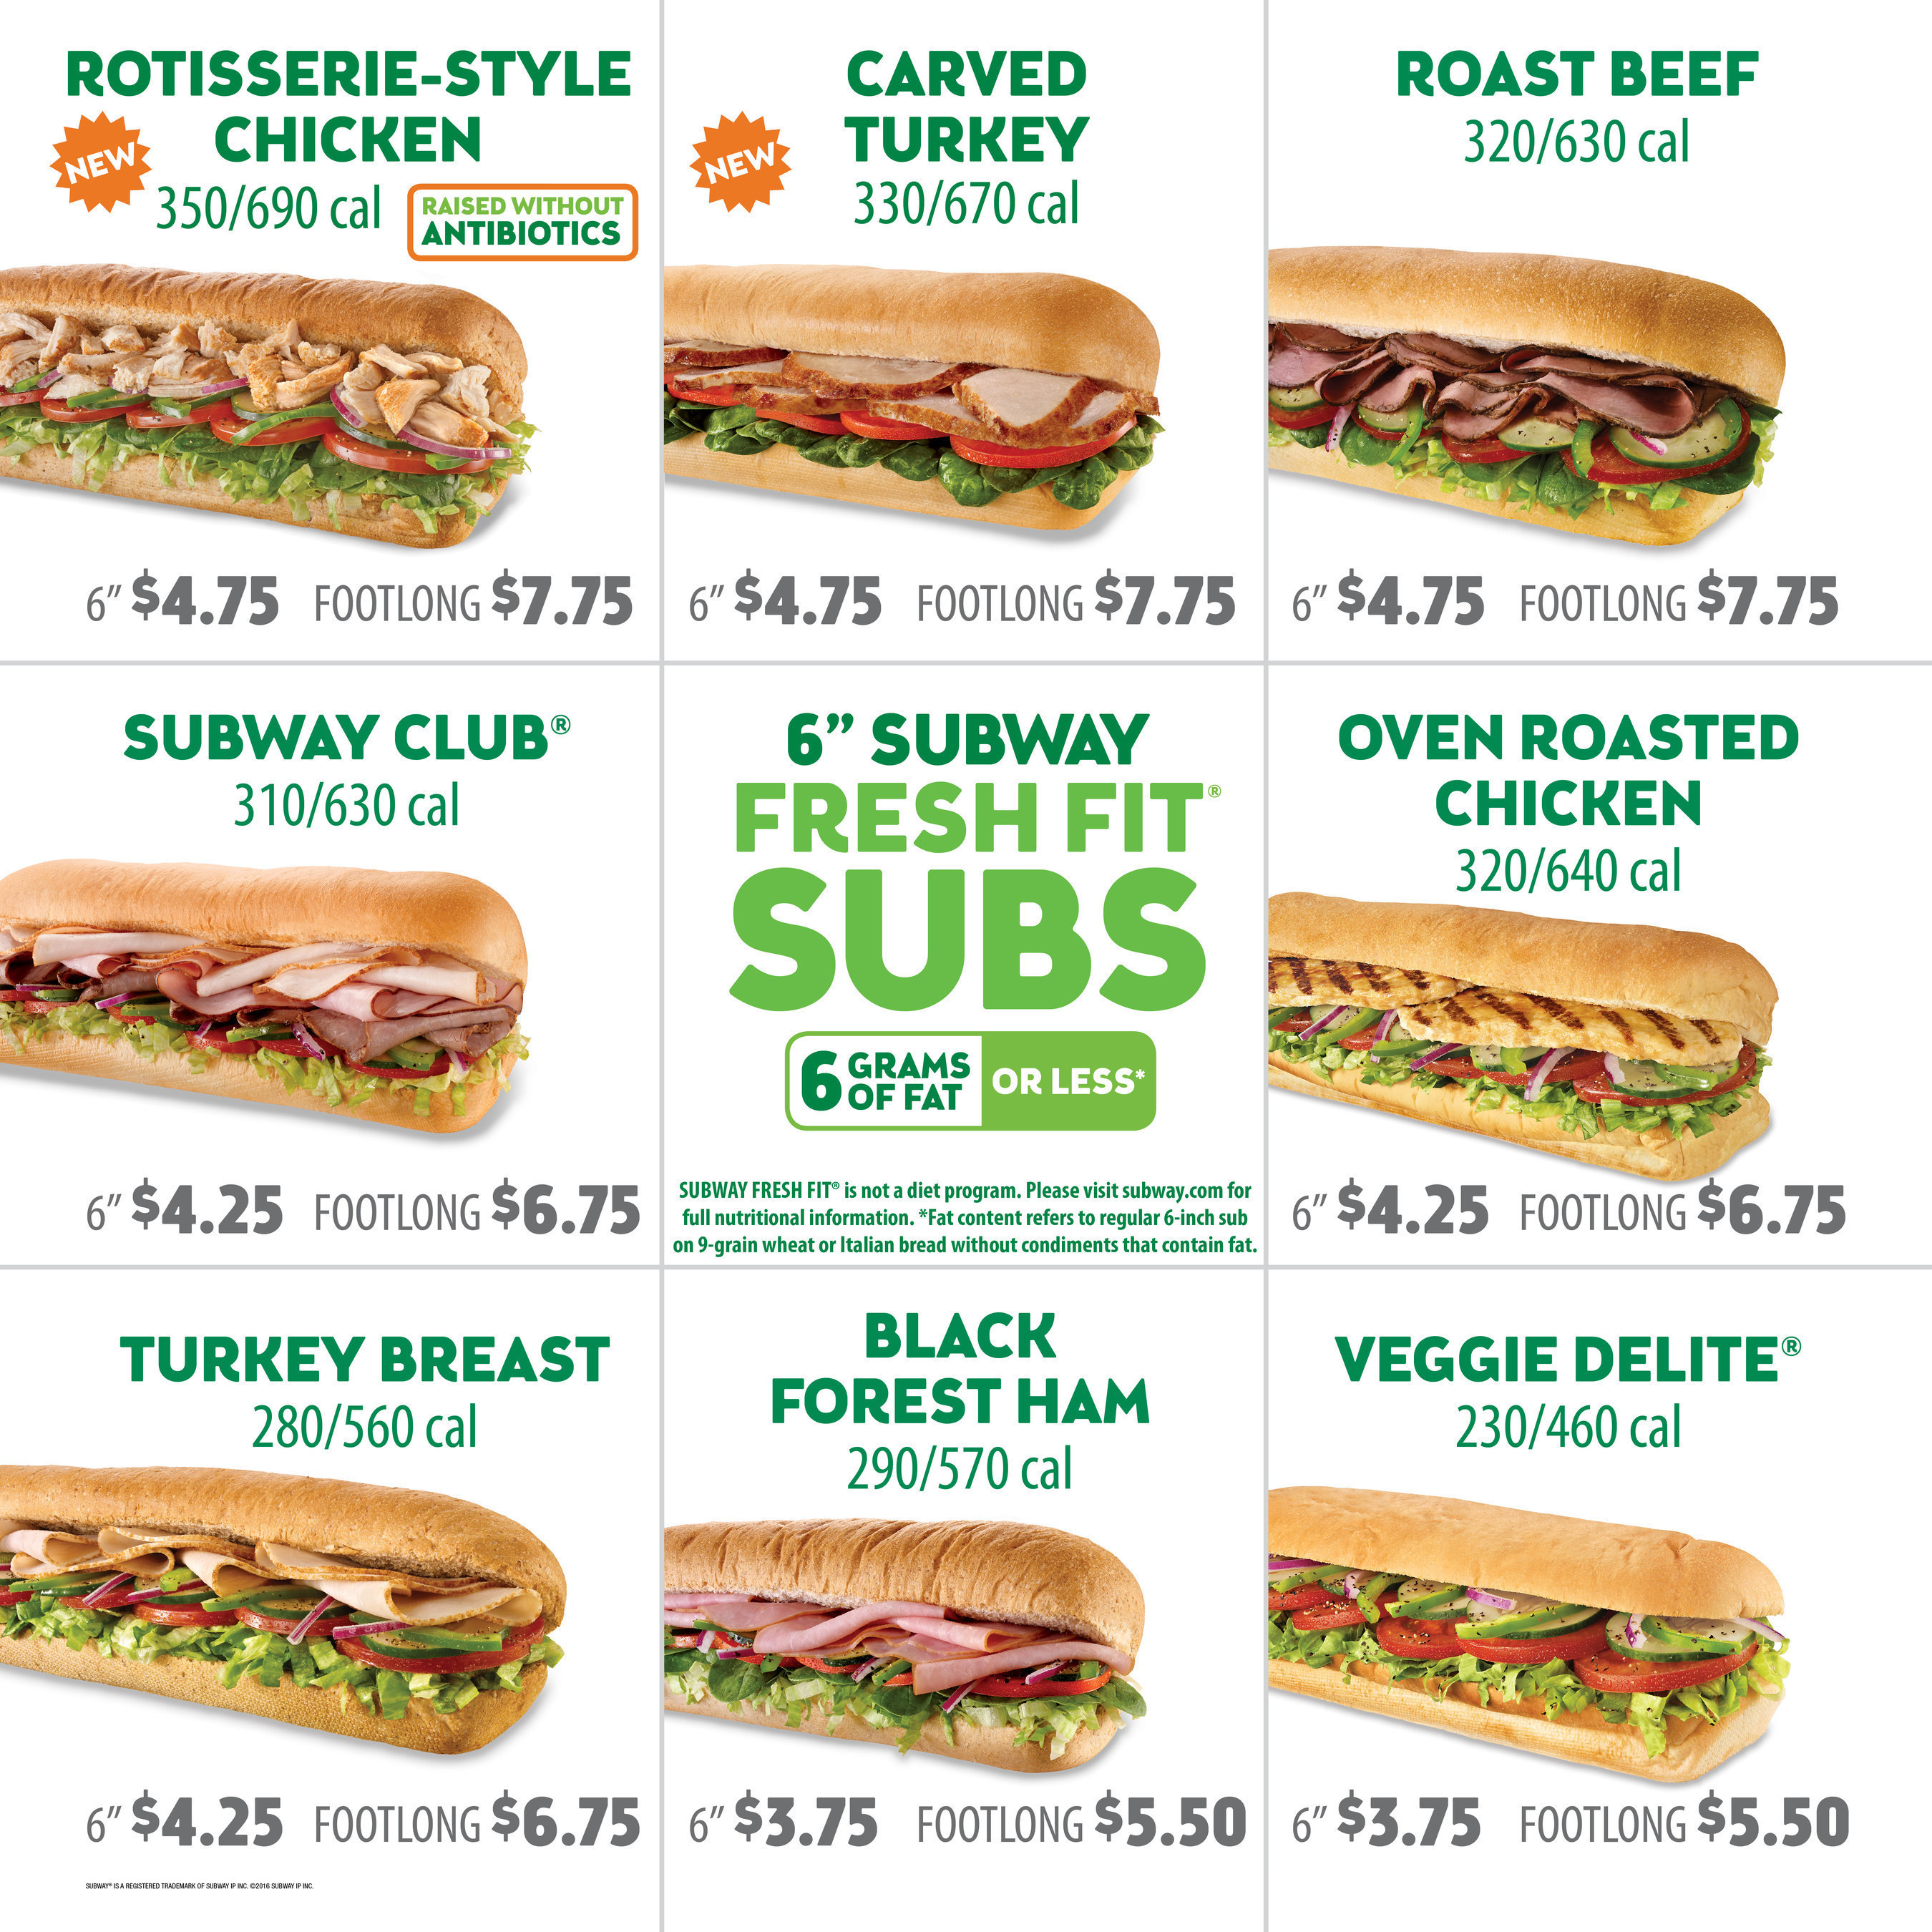 ROTISSERIE-STYLE
CHICKEN
NEW
350/690 cal
RAISED WITHOUT
ANTIBIOTICS
6” $4.75 FOOTLONG $7.75
CARVED
TURKEY
NEW
330/670 cal
6” $4.75 FOOTLONG $7.75
ROAST BEEF
320/630 cal
6” $4.75 FOOTLONG $7.75
SUBWAY CLUB®
310/630 cal
6” $4.25 FOOTLONG $6.75
6” SUBWAY
FRESH FIT®
SUBS
6 GRAMS
OF FAT
OR LESS*
SUBWAY FRESH FIT® is not a diet program. Please visit subway.com for
full nutritional information. *Fat content refers to regular 6-inch sub
on 9-grain wheat or Italian bread without condiments that contain fat.
OVEN ROASTED
CHICKEN
320/640 cal
6” $4.25 FOOTLONG $6.75
TURKEY BREAST
280/560 cal
6” $4.25 FOOTLONG $6.75
BLACK
FOREST HAM
290/570 cal
6” $3.75 FOOTLONG $5.50
VEGGIE DELITE®
230/460 cal
6” $3.75 FOOTLONG $5.50
SUBWAY® IS A REGISTERED TRADEMARK OF SUBWAY IP INC. ©2016 SUBWAY IP INC.